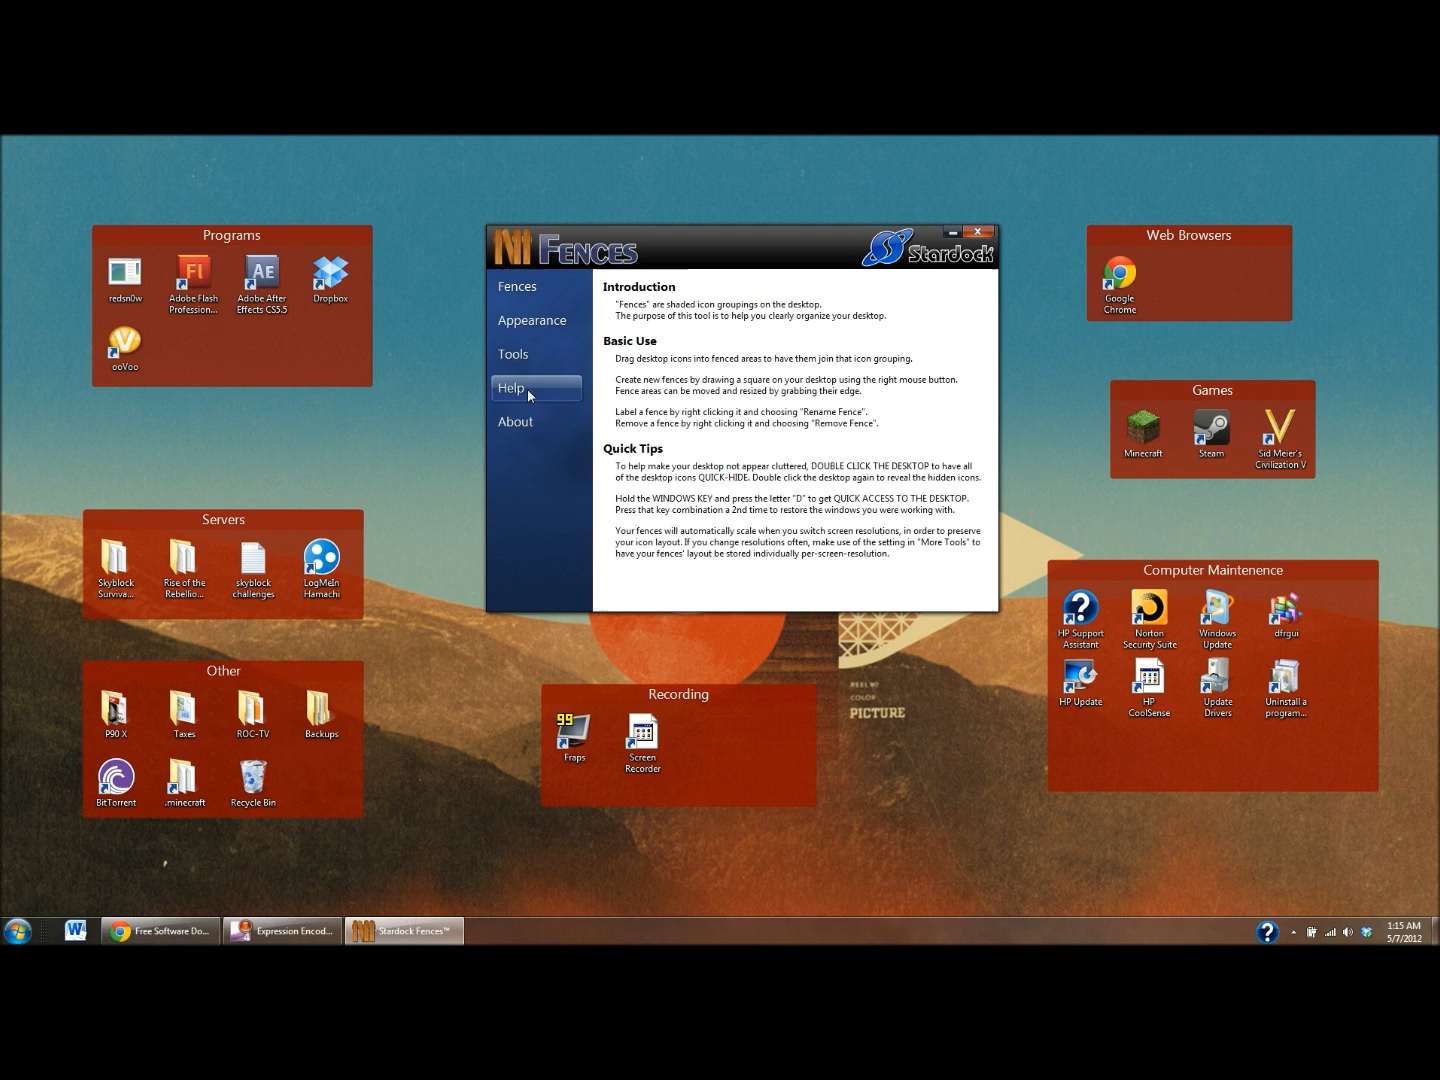 Programs
redsn0w
Adobe Flash Profession...
Adobe After Effects CS5.5
Dropbox
ooVoo
Servers
Skyblock Surviva...
Rise of the Rebellio...
skyblock challenges
LogMeIn Hamachi
Other
P90 X
Taxes
ROC-TV
Backups
BitTorrent
.minecraft
Recycle Bin
FENCES
Stardock
Fences
Appearance
Tools
Help
About
Introduction
"Fences" are shaded icon groupings on the desktop.
The purpose of this tool is to help you clearly organize your desktop.
Basic Use
Drag desktop icons into fenced areas to have them join that icon grouping.
Create new fences by drawing a square on your desktop using the right mouse button.
Fence areas can be moved and resized by grabbing their edge.
Label a fence by right clicking it and choosing "Rename Fence".
Remove a fence by right clicking it and choosing "Remove Fence".
Quick Tips
To help make your desktop not appear cluttered, DOUBLE CLICK THE DESKTOP to have all
of the desktop icons QUICK-HIDE. Double click the desktop again to reveal the hidden icons.
Hold the WINDOWS KEY and press the letter "D" to get QUICK ACCESS TO THE DESKTOP.
Press that key combination a 2nd time to restore the windows you were working with.
Your fences will automatically scale when you switch screen resolutions, in order to preserve
your icon layout. If you change resolutions often, make use of the setting in "More Tools" to
have your fences' layout be stored individually per-screen-resolution.
REEL Nº
COLOR
PICTURE
Recording
99
Fraps
Screen Recorder
Web Browsers
Google Chrome
Games
Minecraft
Steam
Sid Meier's Civilization V
Computer Maintenence
HP Support Assistant
Norton Security Suite
Windows Update
dfrgui
HP Update
HP CoolSense
Update Drivers
Uninstall a program...
Free Software Do...
Expression Encod...
Stardock Fences™
1:15 AM
5/7/2012